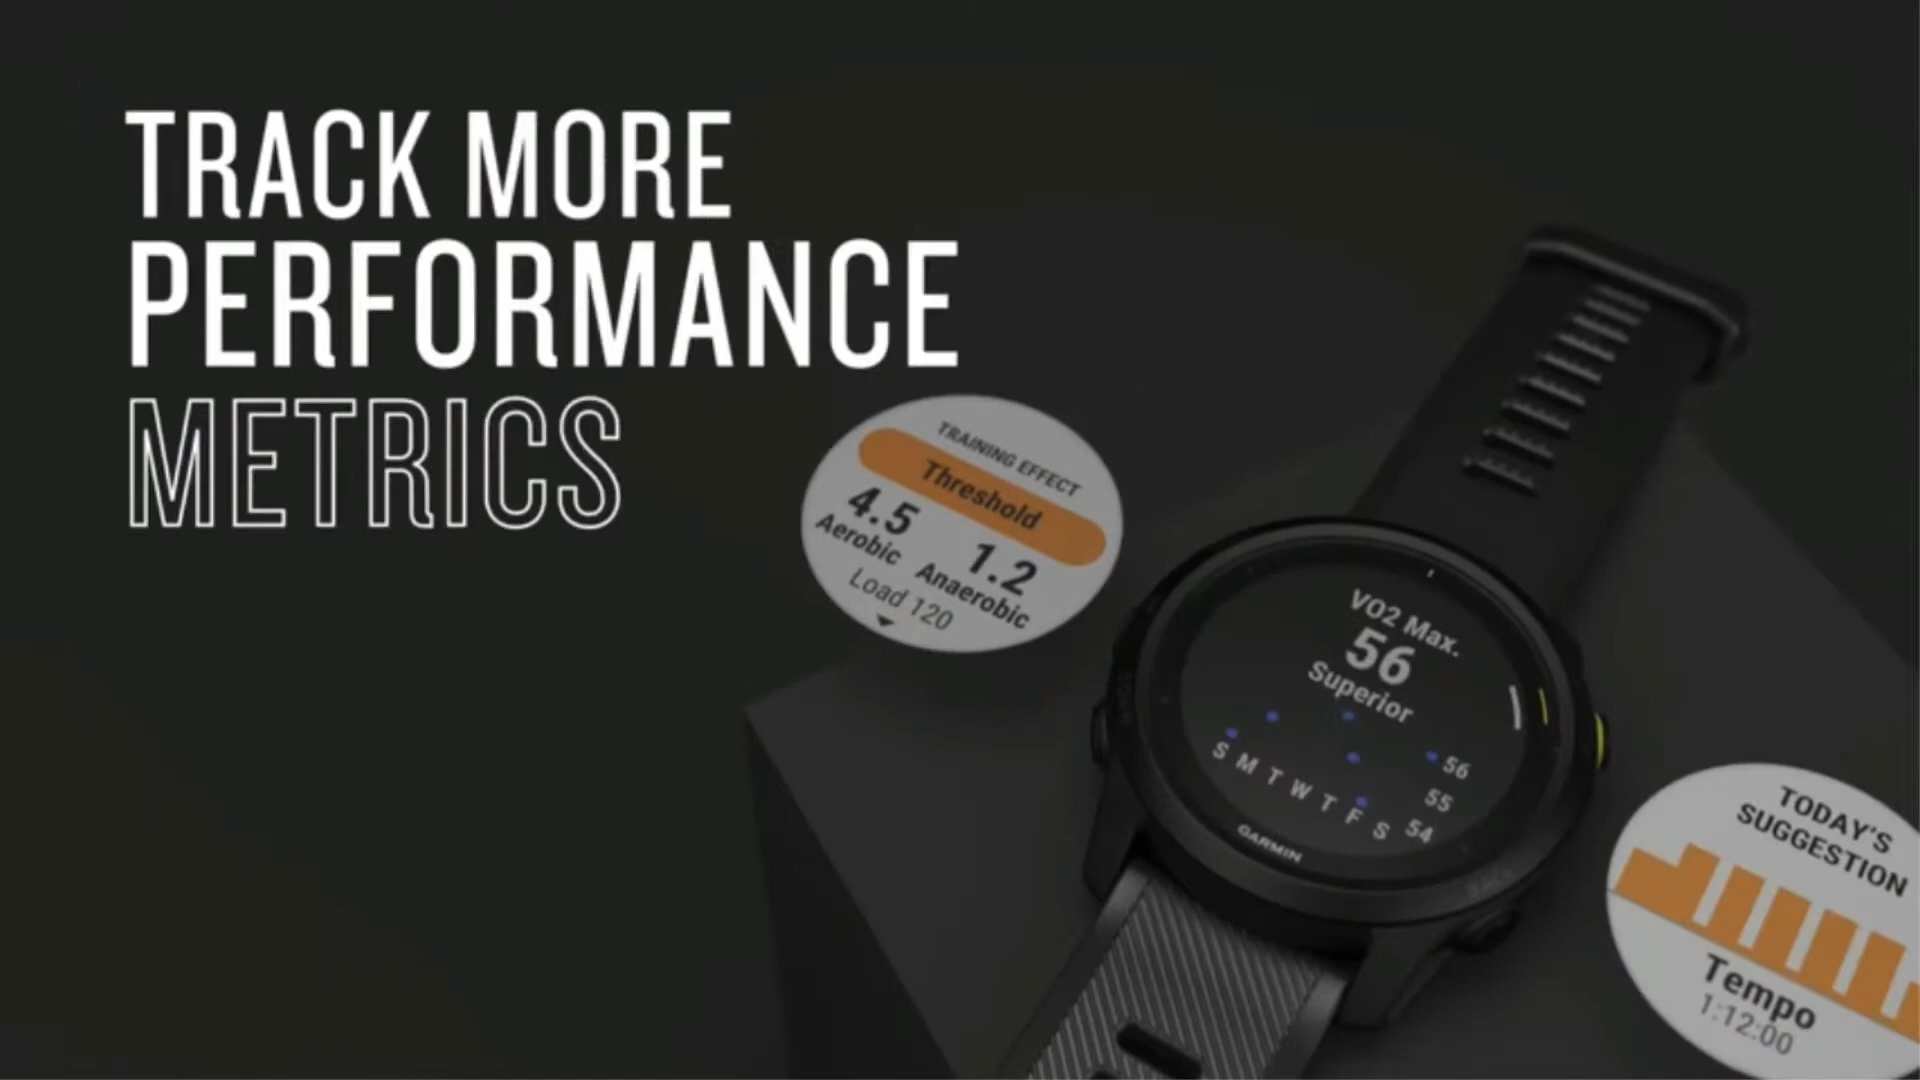 TRACK MORE
PERFORMANCE
METRICS
TRAINING EFFECT
Threshold
4.5
1.2
Aerobic
Anaerobic
Load 120
VO2 Max.
56
Superior
56
55
54
S M T W T F S
GARMIN
TODAY'S
SUGGESTION
Tempo
1:12:00